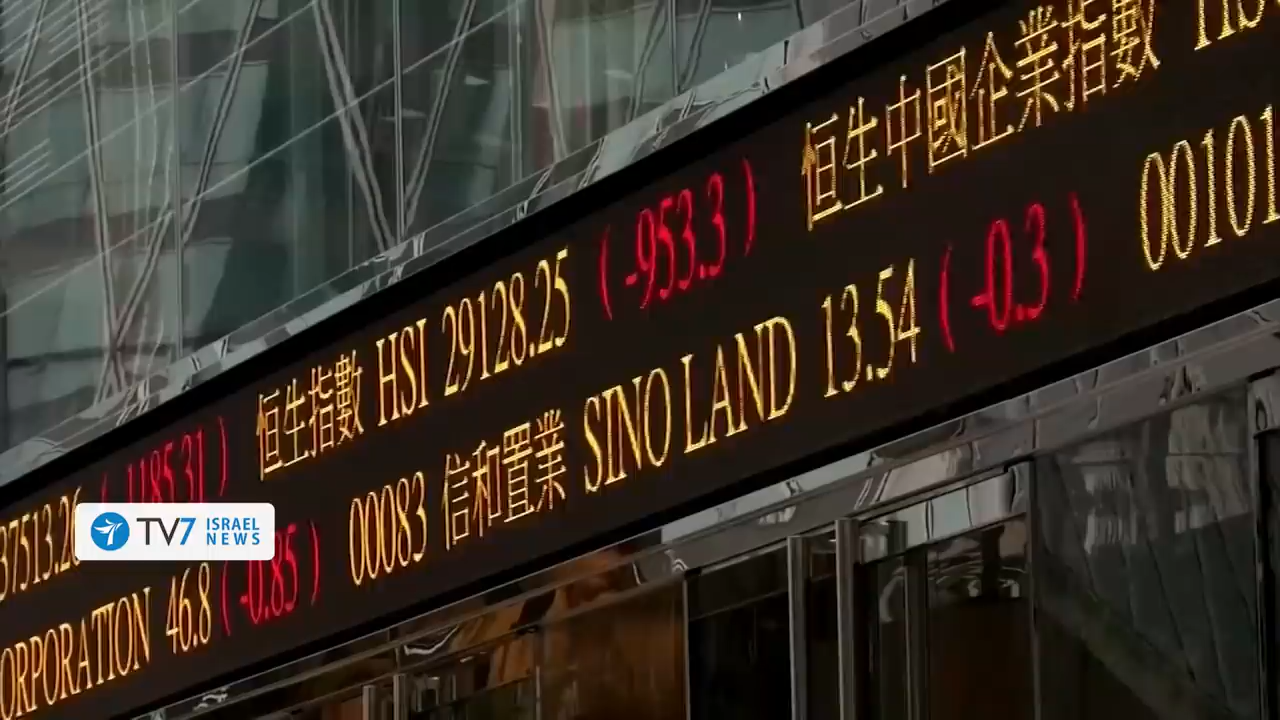 37513.26 (-1185.31) 恒生指數 HSI 29128.25 (-953.3) 恒生中國企業指數
ORPORATION 46.8 (-0.85) 00083 信和置業 SINO LAND 13.54 (-0.3) 00101
TV7 ISRAEL NEWS